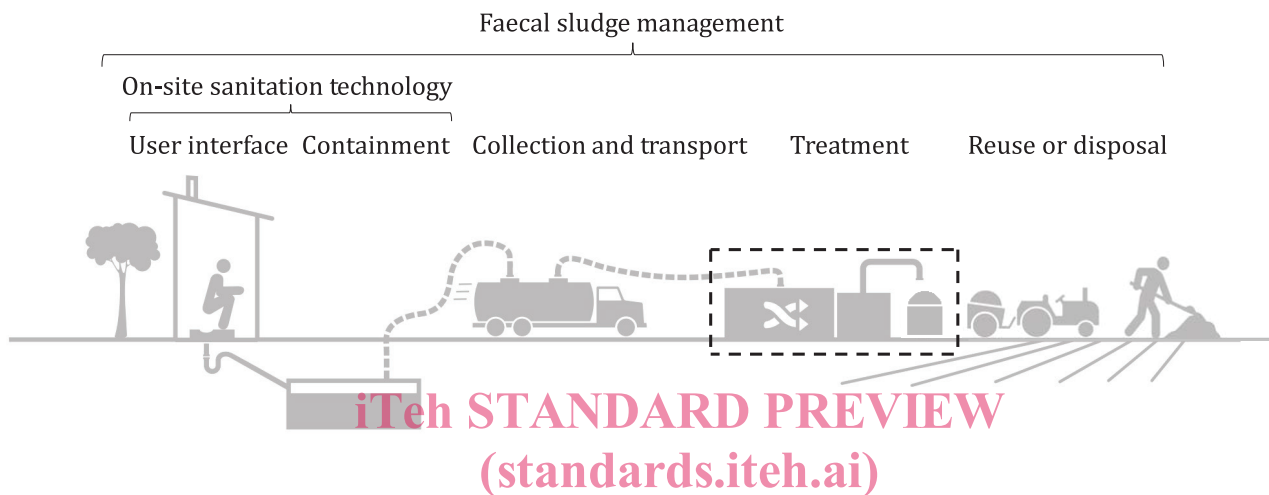 Faecal sludge management
On-site sanitation technology
User interface Containment Collection and transport Treatment Reuse or disposal
iTeh STANDARD PREVIEW
(standards.iteh.ai)